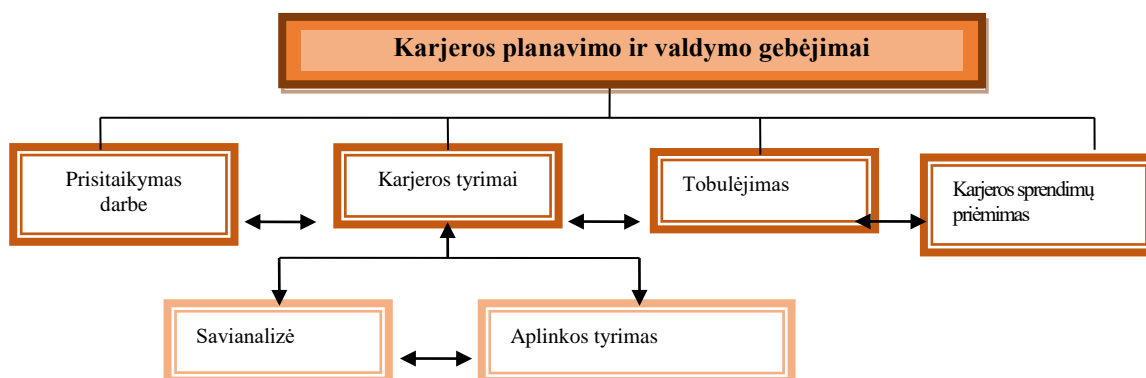 Karjeros planavimo ir valdymo gebėjimai
Prisitaikymas
darbe
Karjeros tyrimai
Tobulėjimas
Karjeros sprendimų
priėmimas
Savianalizė
Aplinkos tyrimas